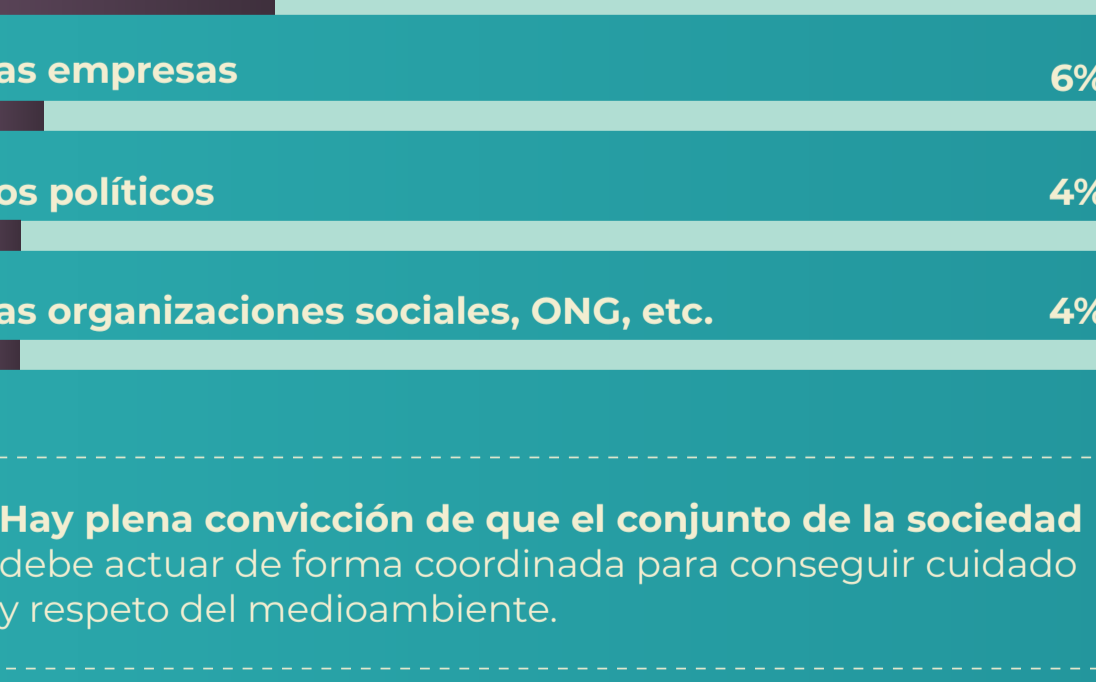 as empresas
6%
os políticos
4%
as organizaciones sociales, ONG, etc.
4%
Hay plena convicción de que el conjunto de la sociedad
debe actuar de forma coordinada para conseguir cuidado
y respeto del medioambiente.